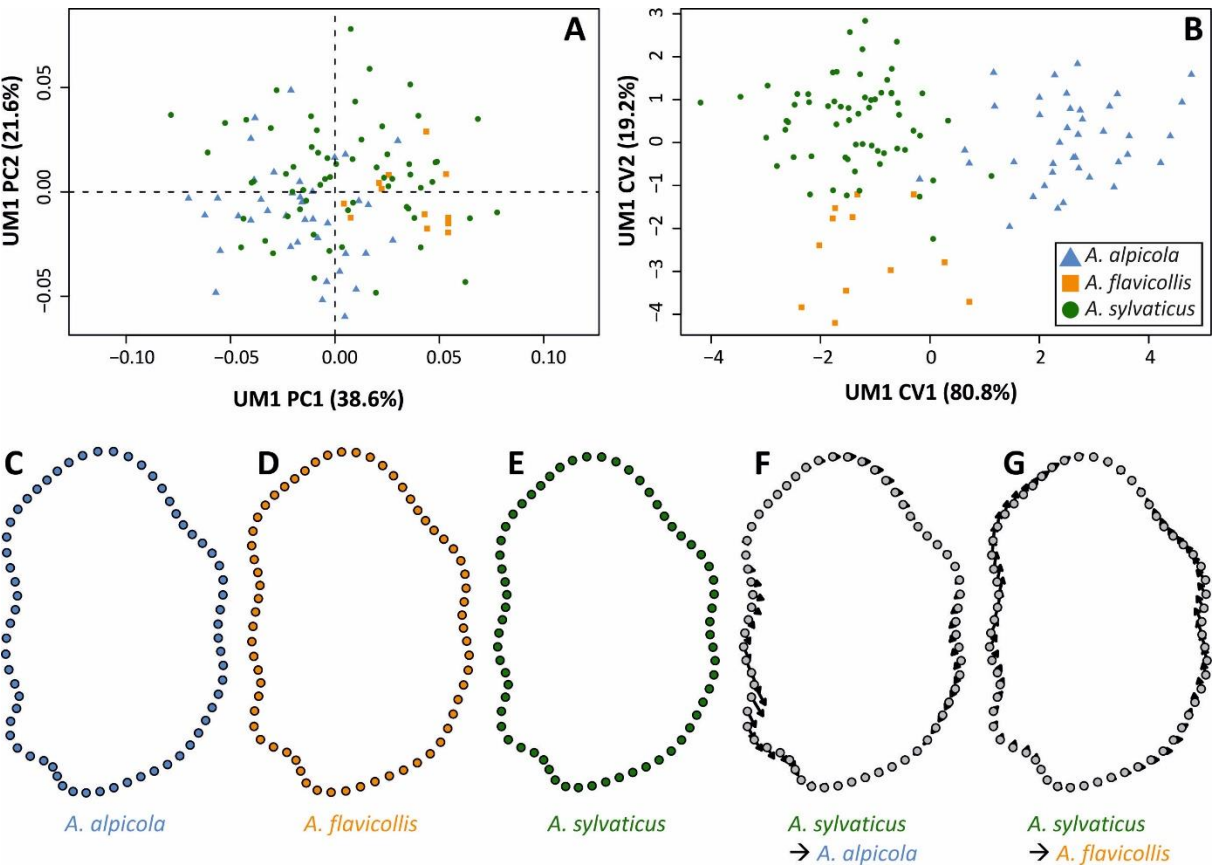 A
UM1 PC2 (21.6%)
0.05
0.00
−0.05
−0.10
−0.05
0.00
0.05
0.10
UM1 PC1 (38.6%)
B
UM1 CV2 (19.2%)
3
2
1
0
−1
−2
−3
−4
A. alpicola
A. flavicollis
A. sylvaticus
−4
−2
0
2
4
UM1 CV1 (80.8%)
C
D
E
F
G
A. alpicola
A. flavicollis
A. sylvaticus
A. sylvaticus
→ A. alpicola
A. sylvaticus
→ A. flavicollis